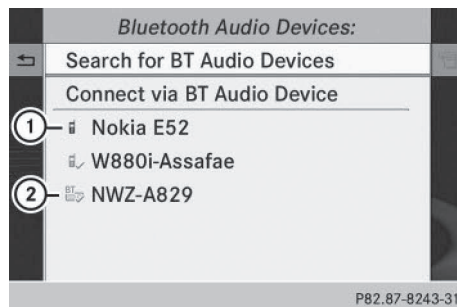 Bluetooth Audio Devices:
Search for BT Audio Devices
Connect via BT Audio Device
1 Nokia E52
W880i-Assafae
2 BT NWZ-A829
P82.87-8243-31